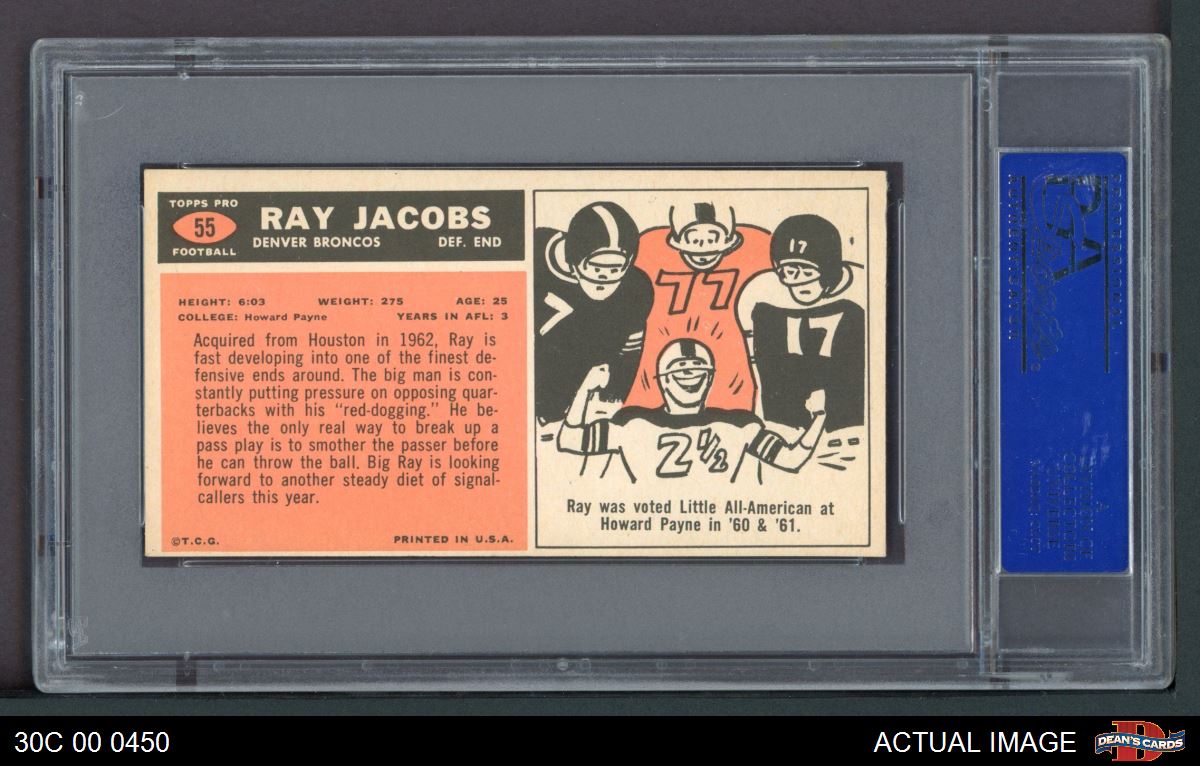 TOPPS PRO
55
FOOTBALL
RAY JACOBS
DENVER BRONCOS DEF. END
HEIGHT: 6:03 WEIGHT: 275 AGE: 25
COLLEGE: Howard Payne YEARS IN AFL: 3
Acquired from Houston in 1962, Ray is
fast developing into one of the finest de-
fensive ends around. The big man is con-
stantly putting pressure on opposing quar-
terbacks with his "red-dogging." He be-
lieves the only real way to break up a
pass play is to smother the passer before
he can throw the ball. Big Ray is looking
forward to another steady diet of signal-
callers this year.
©T.C.G. PRINTED IN U.S.A.
17
77
7
17
2½
Ray was voted Little All-American at
Howard Payne in '60 & '61.
PSA
30C 00 0450
ACTUAL IMAGE
DEAN'S CARDS